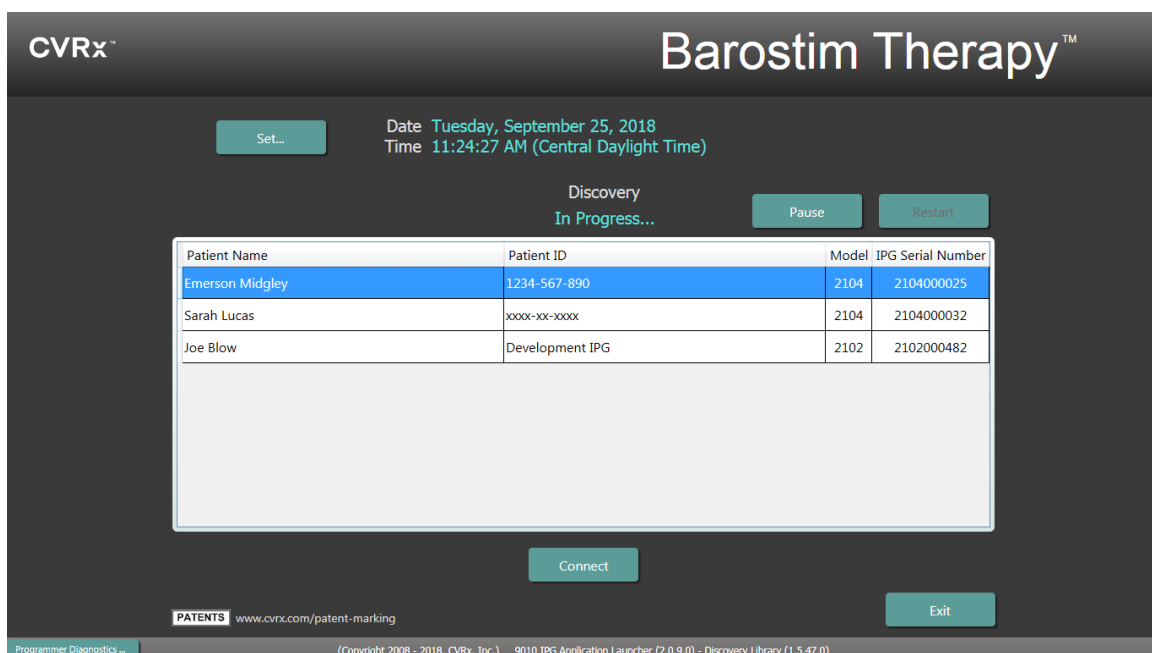 CVRx™
Barostim Therapy™
Set...
Date Tuesday, September 25, 2018
Time 11:24:27 AM (Central Daylight Time)
Discovery
In Progress...
Pause
Restart
Patient Name Patient ID Model IPG Serial Number
Emerson Midgley 1234-567-890 2104 2104000025
Sarah Lucas xxxx-xx-xxxx 2104 2104000032
Joe Blow Development IPG 2102 2102000482
Connect
Exit
PATENTS www.cvrx.com/patent-marking
Programmer Diagnostics ...
(Copyright 2008 - 2018, CVRx, Inc.) 9010 IPG Application Launcher (2.0.9.0) - Discovery Library (1.5.47.0)